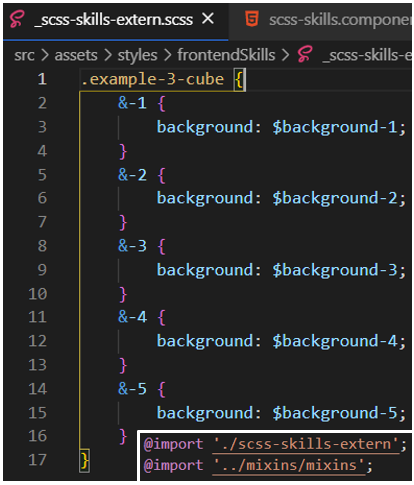 _scss-skills-extern.scss ✕ scss-skills.compone
src > assets > styles > frontendSkills > _scss-skills-e
1 .example-3-cube {
2 &-1 {
3 background: $background-1;
4 }
5 &-2 {
6 background: $background-2;
7 }
8 &-3 {
9 background: $background-3;
10 }
11 &-4 {
12 background: $background-4;
13 }
14 &-5 {
15 background: $background-5;
16 }
17 }
@import './scss-skills-extern';
@import '../mixins/mixins';